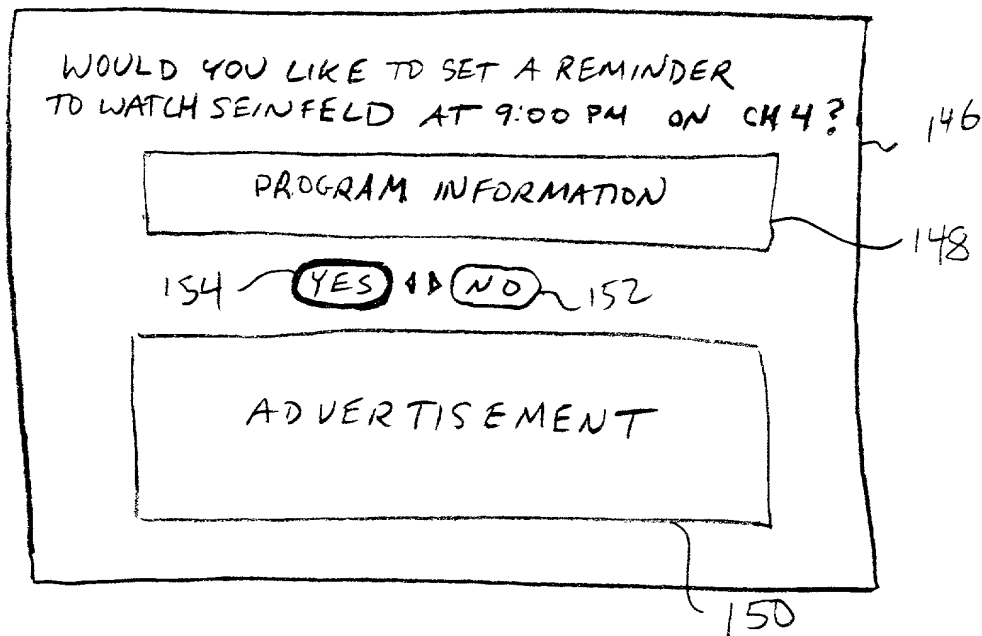 WOULD YOU LIKE TO SET A REMINDER
TO WATCH SEINFELD AT 9:00 PM ON CH 4?
146
PROGRAM INFORMATION
148
154 YES NO 152
ADVERTISEMENT
150